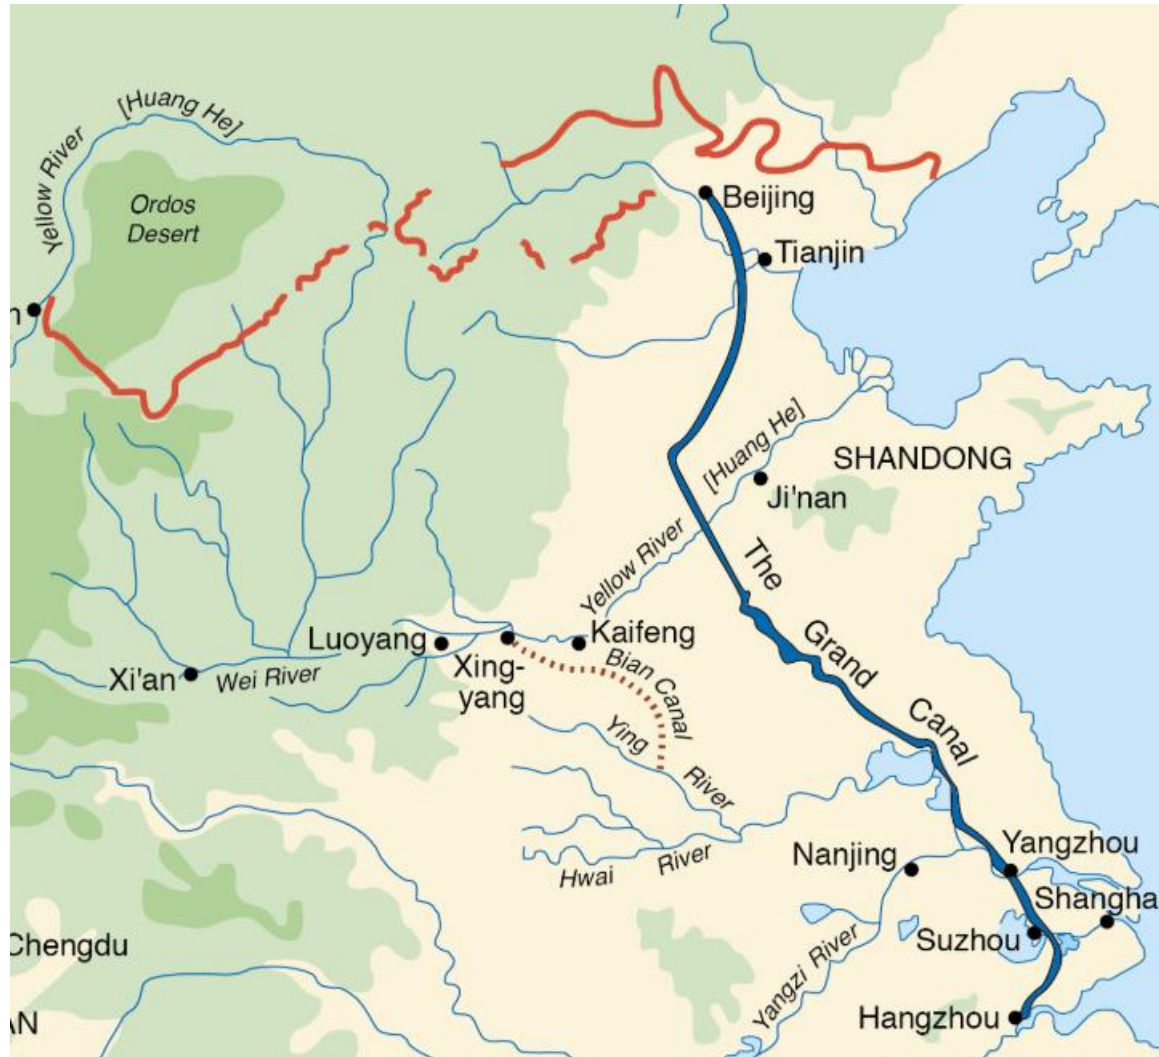 [Huang He]
Yellow River
Ordos
Desert
Beijing
Tianjin
n
[Huang He]
SHANDONG
Ji'nan
Yellow River
The
Grand
Canal
Luoyang
Kaifeng
Xing-
yang
Bian Canal
Xi'an
Wei River
Ying
River
Hwai
River
Nanjing
Yangzhou
Shangha
Suzhou
Yangzi River
Chengdu
AN
Hangzhou